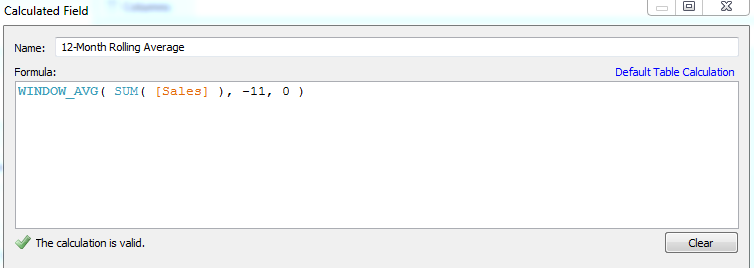 Calculated Field
Name: 12-Month Rolling Average
Formula: Default Table Calculation
WINDOW_AVG( SUM( [Sales] ), -11, 0 )
The calculation is valid. Clear